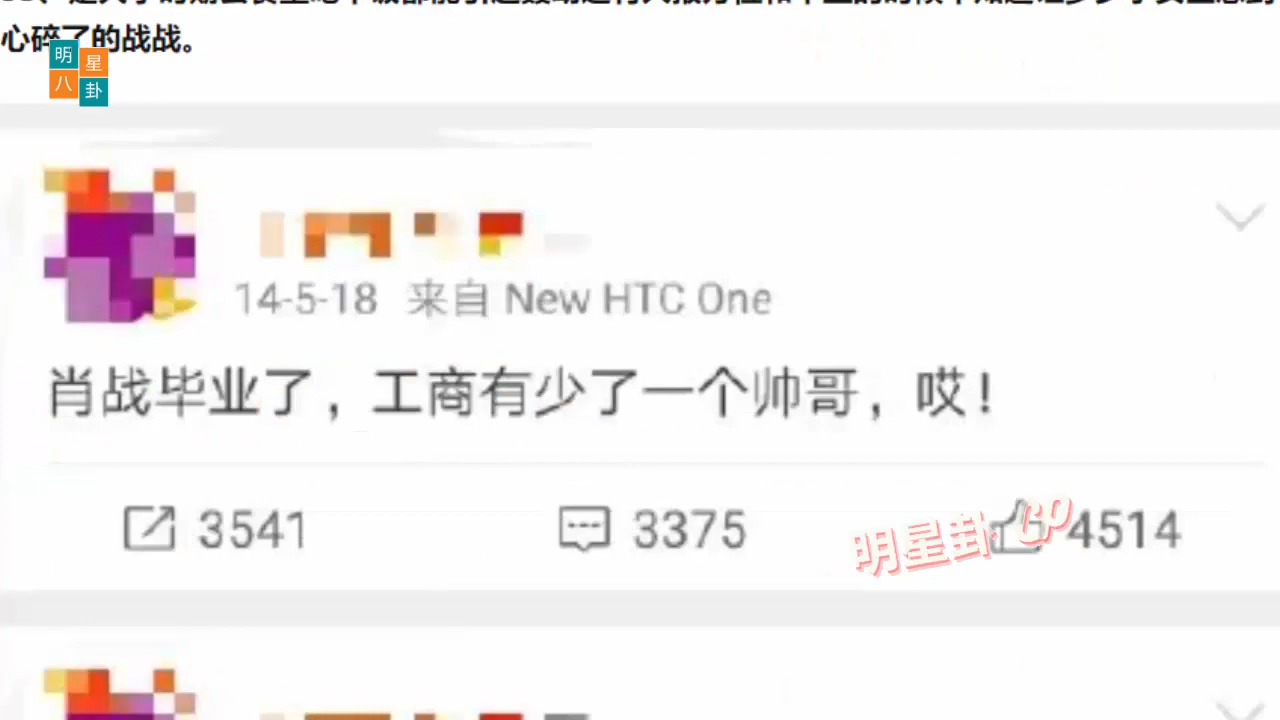 心碎了的战战。
明星
八卦
14-5-18 来自 New HTC One
肖战毕业了，工商有少了一个帅哥，哎！
3541 3375 4514
明星卦CP